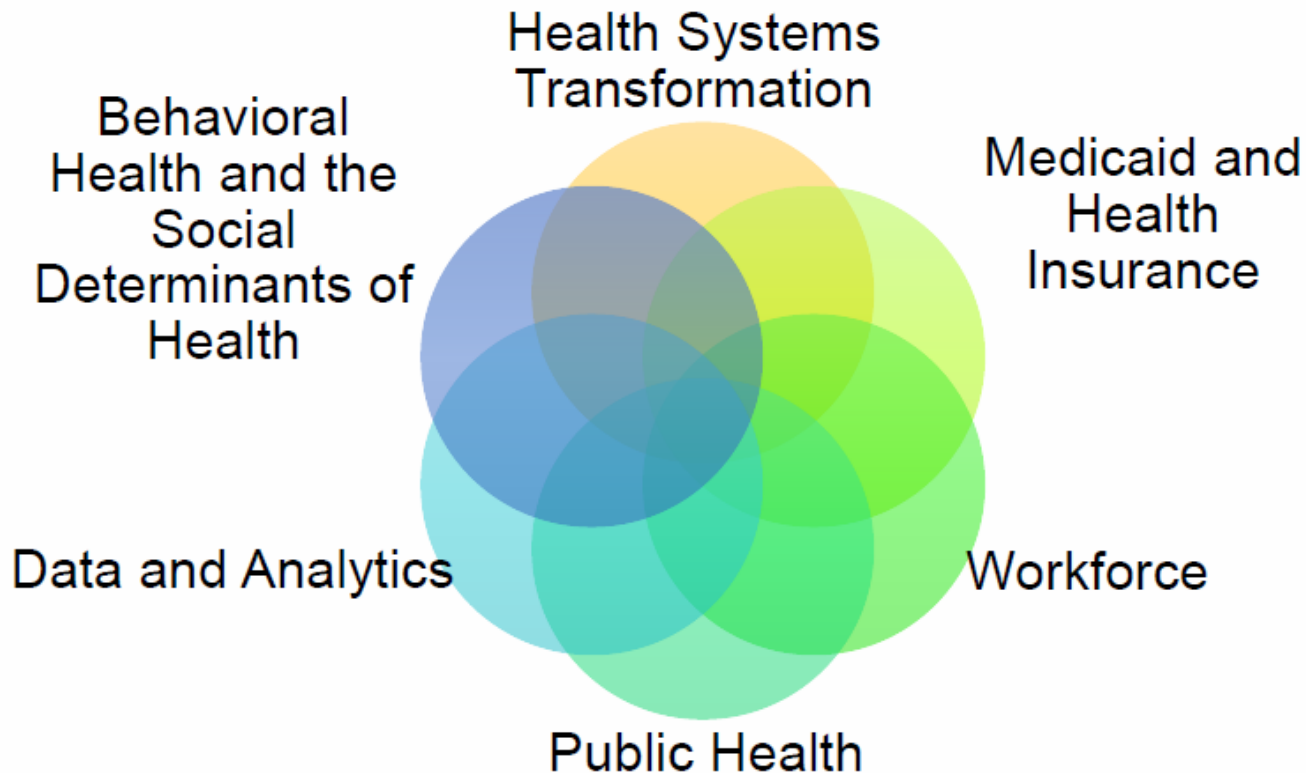 Health Systems
Transformation
Behavioral
Health and the
Social
Determinants of
Health
Medicaid and
Health
Insurance
Data and Analytics
Workforce
Public Health